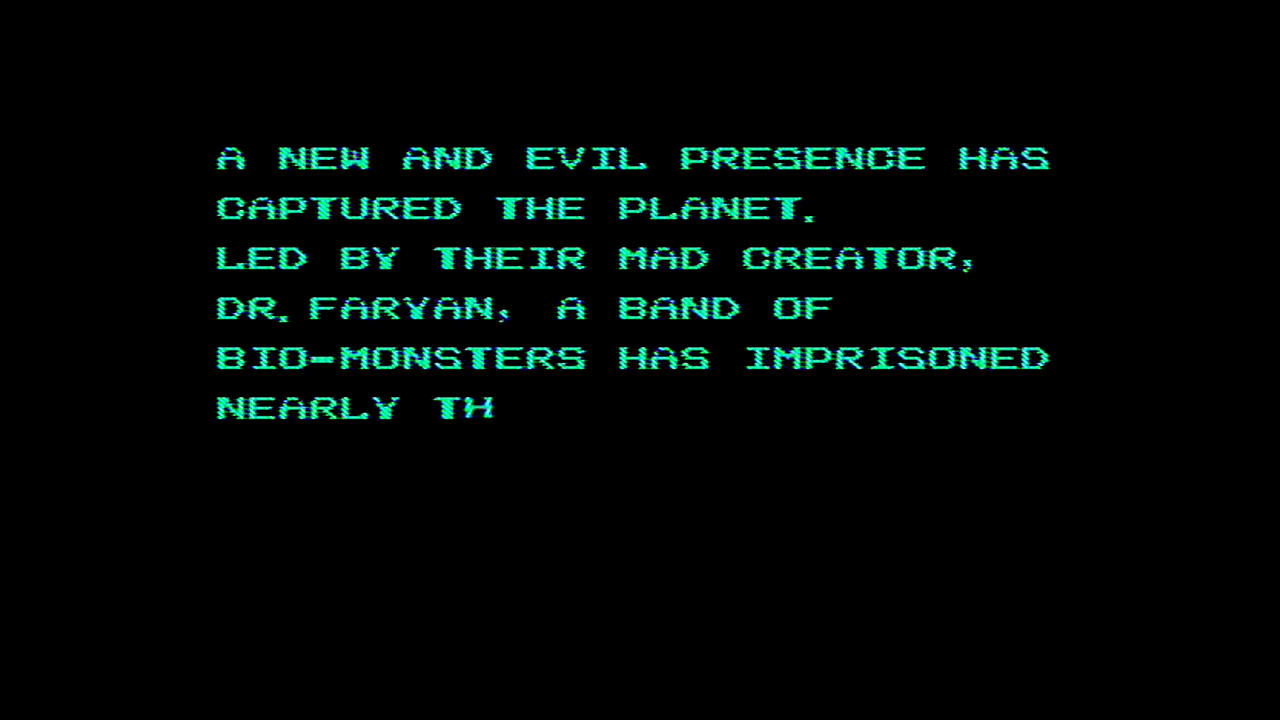 A NEW AND EVIL PRESENCE HAS
CAPTURED THE PLANET.
LED BY THEIR MAD CREATOR,
DR. FARYAN, A BAND OF
BIO-MONSTERS HAS IMPRISONED
NEARLY TH